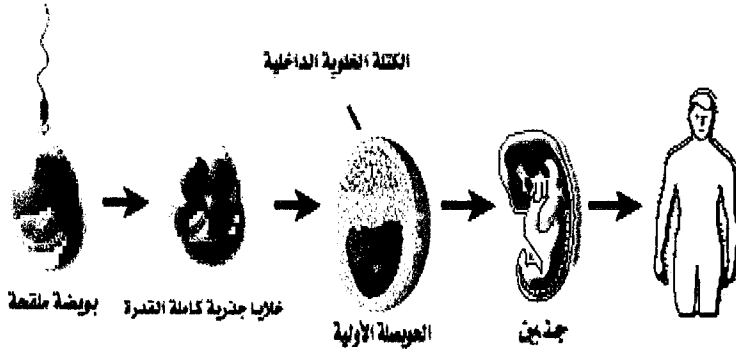 الكتلة الخلوية الداخلية
بويضة ملقحة
خلايا جذرية كاملة القدرة
الحويصلة الأولية
جنين